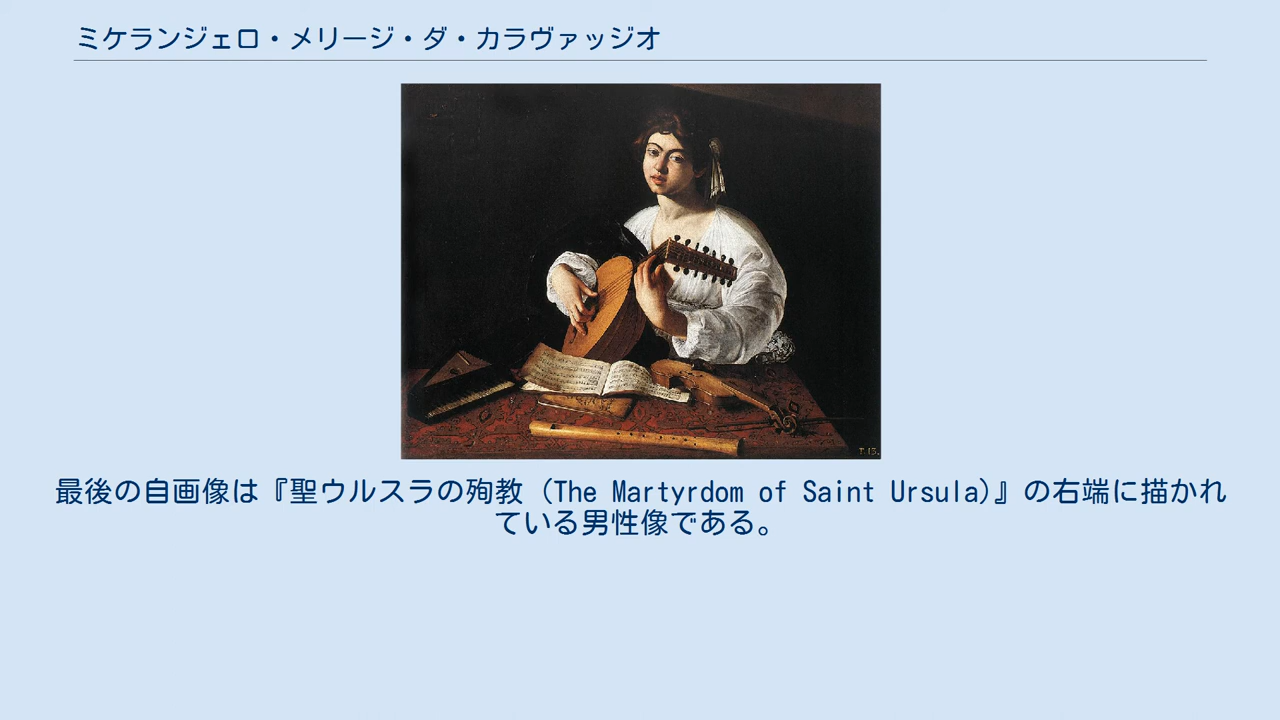 ミケランジェロ・メリージ・ダ・カラヴァッジオ
最後の自画像は『聖ウルスラの殉教 (The Martyrdom of Saint Ursula)』の右端に描かれ
ている男性像である。